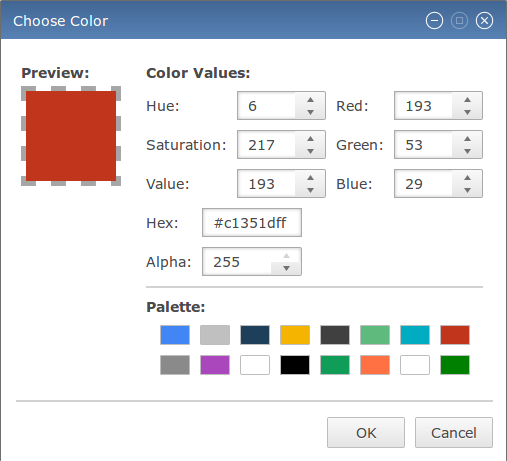 Choose Color
Preview:
Color Values:
Hue: 6 Red: 193
Saturation: 217 Green: 53
Value: 193 Blue: 29
Hex: #c1351dff
Alpha: 255
Palette:
OK Cancel